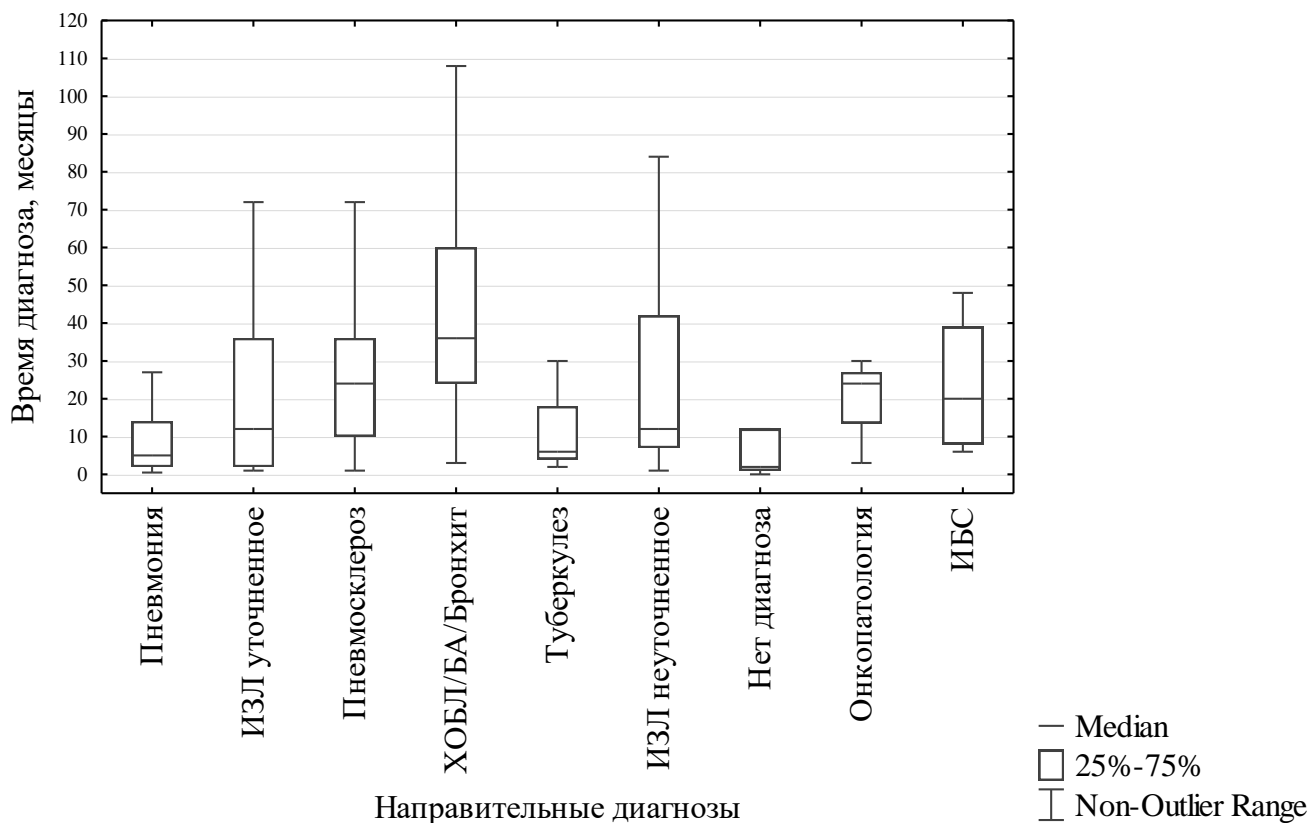 Время диагноза, месяцы
120
110
100
90
80
70
60
50
40
30
20
10
0
Пневмония
ИЗЛ уточненное
Пневмосклероз
ХОБЛ/БА/Бронхит
Туберкулез
ИЗЛ неуточненное
Нет диагноза
Онкопатология
ИБС
Направительные диагнозы
Median
25%-75%
Non-Outlier Range